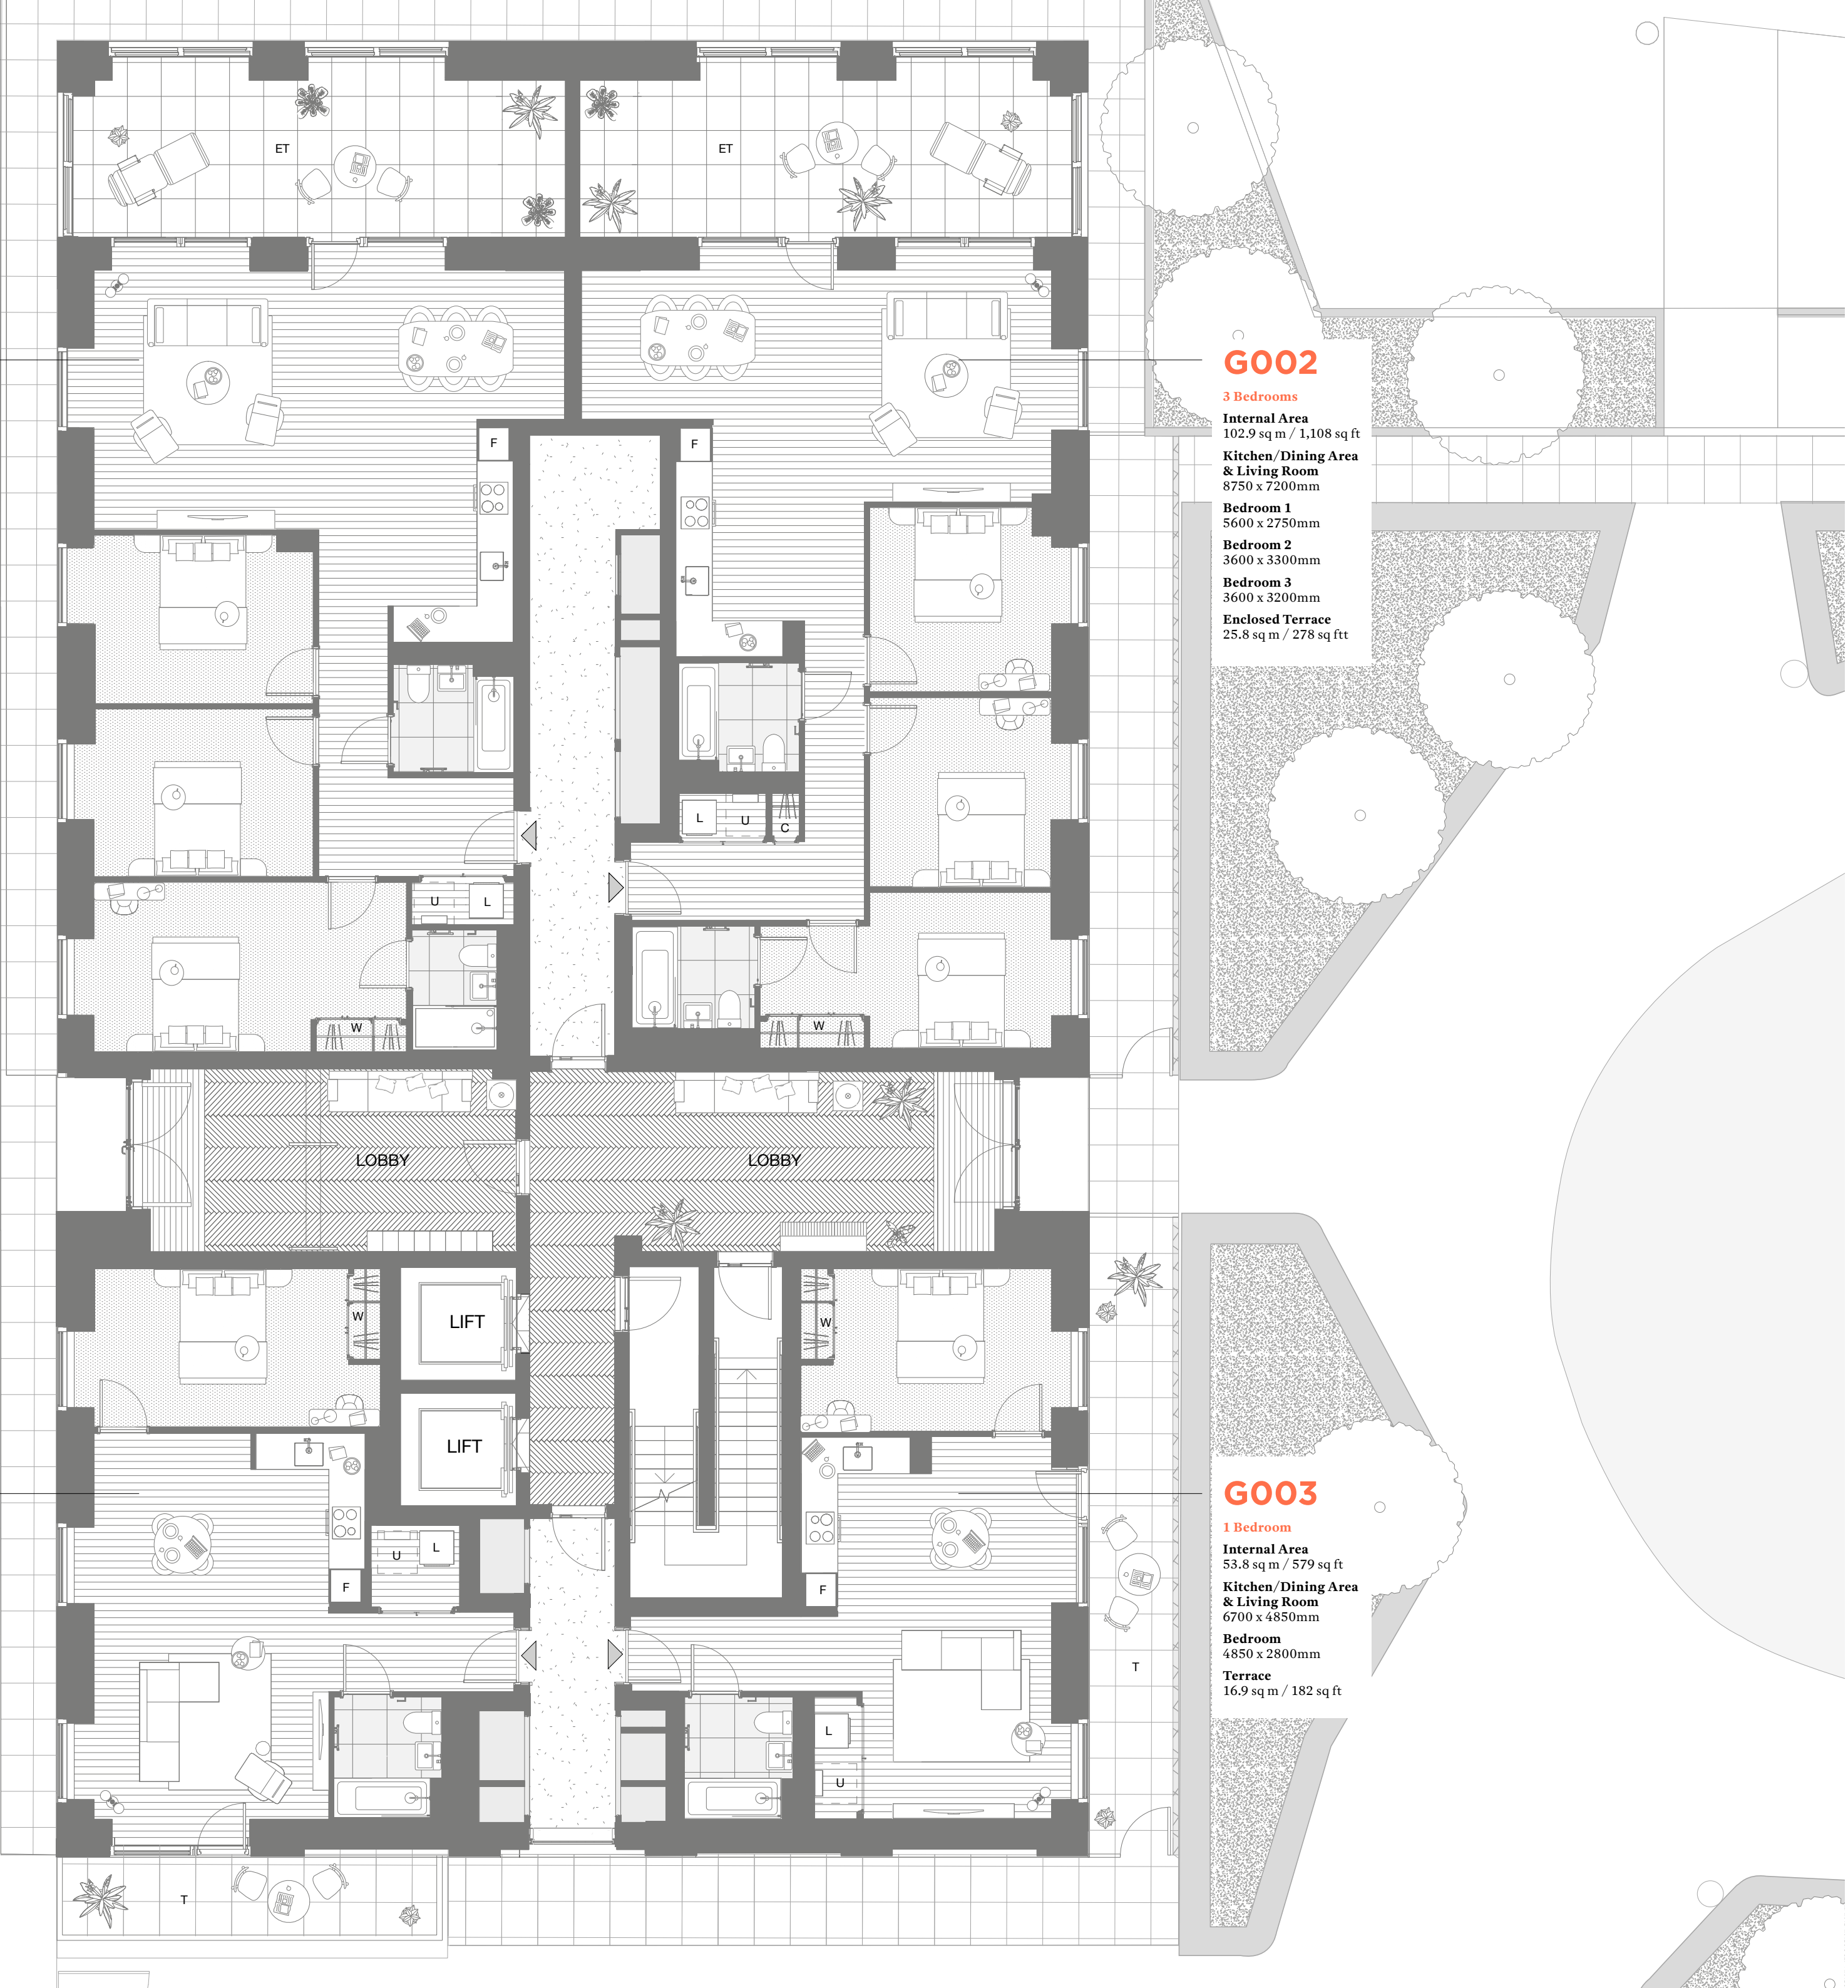 ET
ET
G002
3 Bedrooms
Internal Area
102.9 sq m / 1,108 sq ft
Kitchen/Dining Area
& Living Room
8750 x 7200mm
Bedroom 1
5600 x 2750mm
Bedroom 2
3600 x 3300mm
Bedroom 3
3600 x 3200mm
Enclosed Terrace
25.8 sq m / 278 sq ftt
F
F
L
U
C
U
L
W
W
LOBBY
LOBBY
W
LIFT
W
LIFT
G003
1 Bedroom
Internal Area
53.8 sq m / 579 sq ft
Kitchen/Dining Area
& Living Room
6700 x 4850mm
Bedroom
4850 x 2800mm
Terrace
16.9 sq m / 182 sq ft
U
L
F
F
T
L
U
T